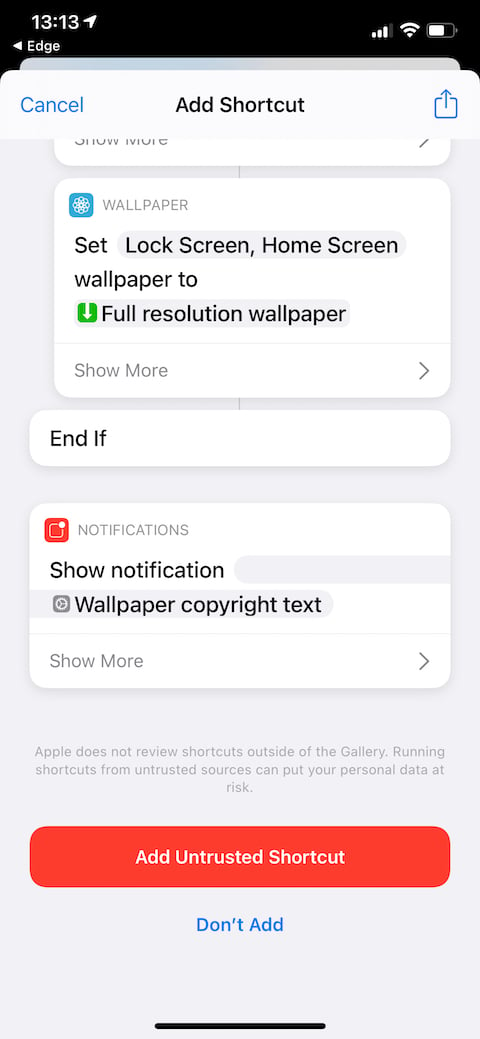 13:13
◀ Edge
Cancel
Add Shortcut
Show More
WALLPAPER
Set Lock Screen, Home Screen
wallpaper to
Full resolution wallpaper
Show More
End If
NOTIFICATIONS
Show notification
Wallpaper copyright text
Show More
Apple does not review shortcuts outside of the Gallery. Running
shortcuts from untrusted sources can put your personal data at
risk.
Add Untrusted Shortcut
Don’t Add